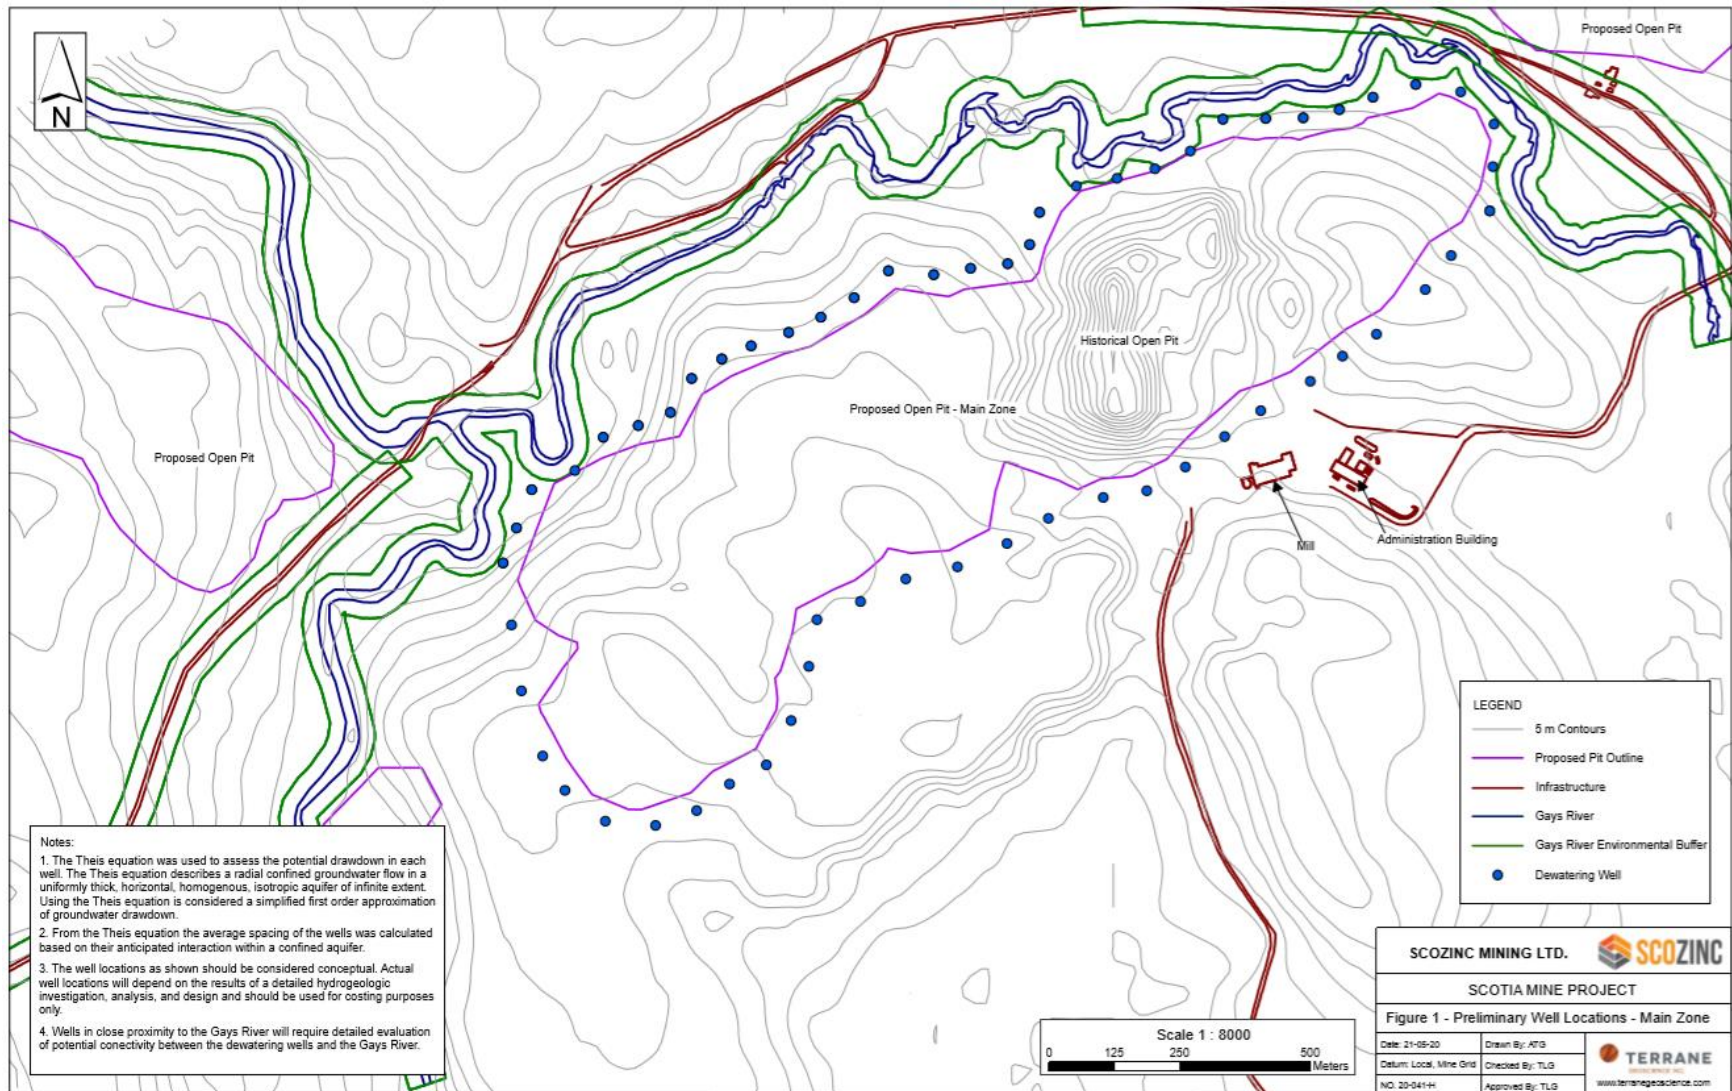 N
Proposed Open Pit
Historical Open Pit
Proposed Open Pit - Main Zone
Proposed Open Pit
Mill
Administration Building
LEGEND
5 m Contours
Proposed Pit Outline
Infrastructure
Gays River
Gays River Environmental Buffer
Dewatering Well
Notes:
1. The Theis equation was used to assess the potential drawdown in each
well. The Theis equation describes a radial confined groundwater flow in a
uniformly thick, horizontal, homogenous, isotropic aquifer of infinite extent.
Using the Theis equation is considered a simplified first order approximation
of groundwater drawdown.
2. From the Theis equation the average spacing of the wells was calculated
based on their anticipated interaction within a confined aquifer.
3. The well locations as shown should be considered conceptual. Actual
well locations will depend on the results of a detailed hydrogeologic
investigation, analysis, and design and should be used for costing purposes
only.
4. Wells in close proximity to the Gays River will require detailed evaluation
of potential conectivity between the dewatering wells and the Gays River.
Scale 1 : 8000
0 125 250 500
Meters
SCOZINC MINING LTD. SCOZINC
SCOTIA MINE PROJECT
Figure 1 - Preliminary Well Locations - Main Zone
Date: 21-05-20 Drawn By: ATG
Datum: Local, Mine Grid Checked By: TLG
NO. 20-041-H Approved By: TLG
TERRANE
GEOSCIENCE INC.
www.terranegeoscience.com